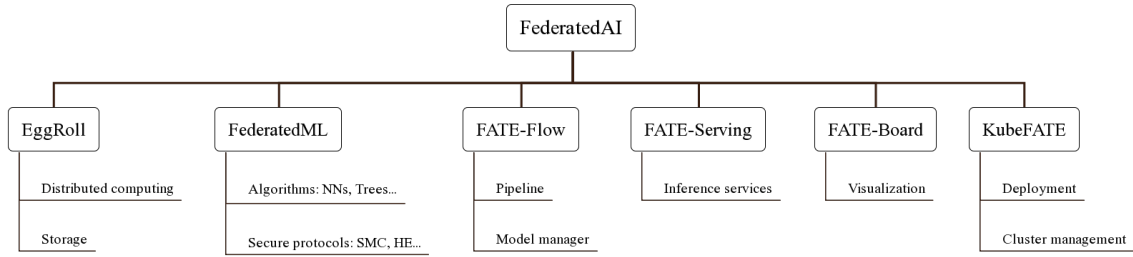 FederatedAI
EggRoll
FederatedML
FATE-Flow
FATE-Serving
FATE-Board
KubeFATE
Distributed computing
Algorithms: NNs, Trees...
Pipeline
Inference services
Visualization
Deployment
Storage
Secure protocols: SMC, HE...
Model manager
Cluster management